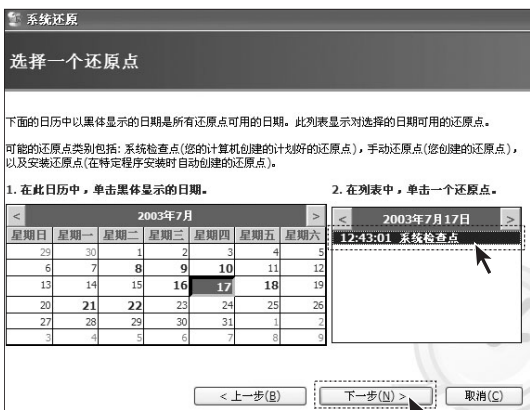 系统还原
选择一个还原点
下面的日历中以黑体显示的日期是所有还原点可用的日期。此列表显示对选择的日期可用的还原点。
可能的还原点类别包括: 系统检查点(您的计算机创建的计划好的还原点)，手动还原点(您创建的还原点)，
以及安装还原点(在特定程序安装时自动创建的还原点)。
1. 在此日历中，单击黑体显示的日期。
2. 在列表中，单击一个还原点。
< 2003年7月 >
星期日 星期一 星期二 星期三 星期四 星期五 星期六
29 30 1 2 3 4 5
6 7 8 9 10 11 12
13 14 15 16 17 18 19
20 21 22 23 24 25 26
27 28 29 30 31 1 2
3 4 5 6 7 8 9
< 2003年7月17日 >
12:43:01 系统检查点
< 上一步(B)
下一步(N) >
取消(C)